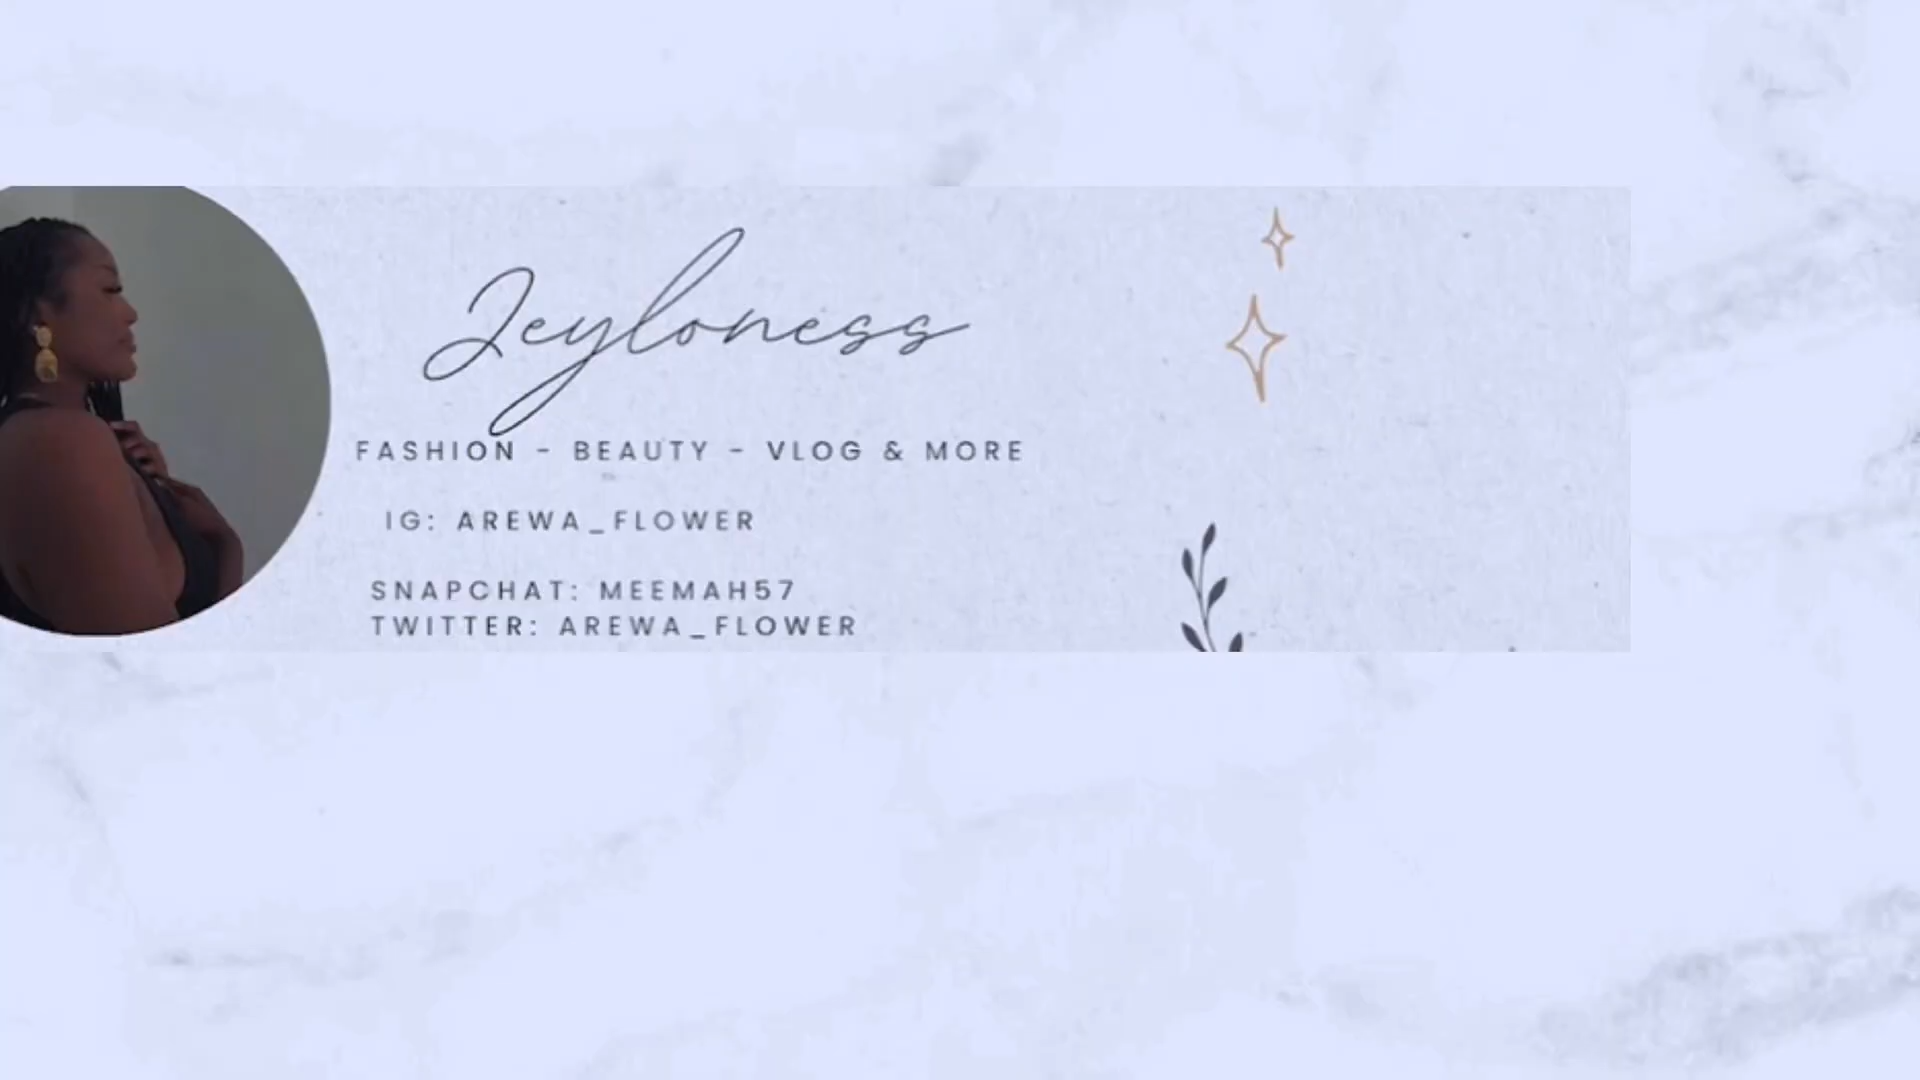 Jeyloness
FASHION - BEAUTY - VLOG & MORE
IG: AREWA_FLOWER
SNAPCHAT: MEEMAH57
TWITTER: AREWA_FLOWER